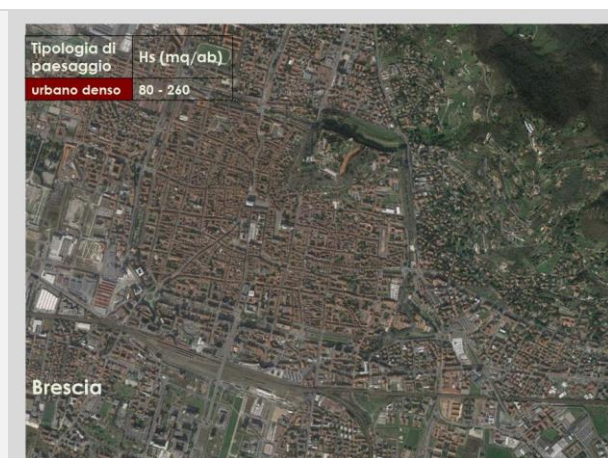 Tipologia di
paesaggio
Hs (mq/ab)
urbano denso
80 - 260
Brescia